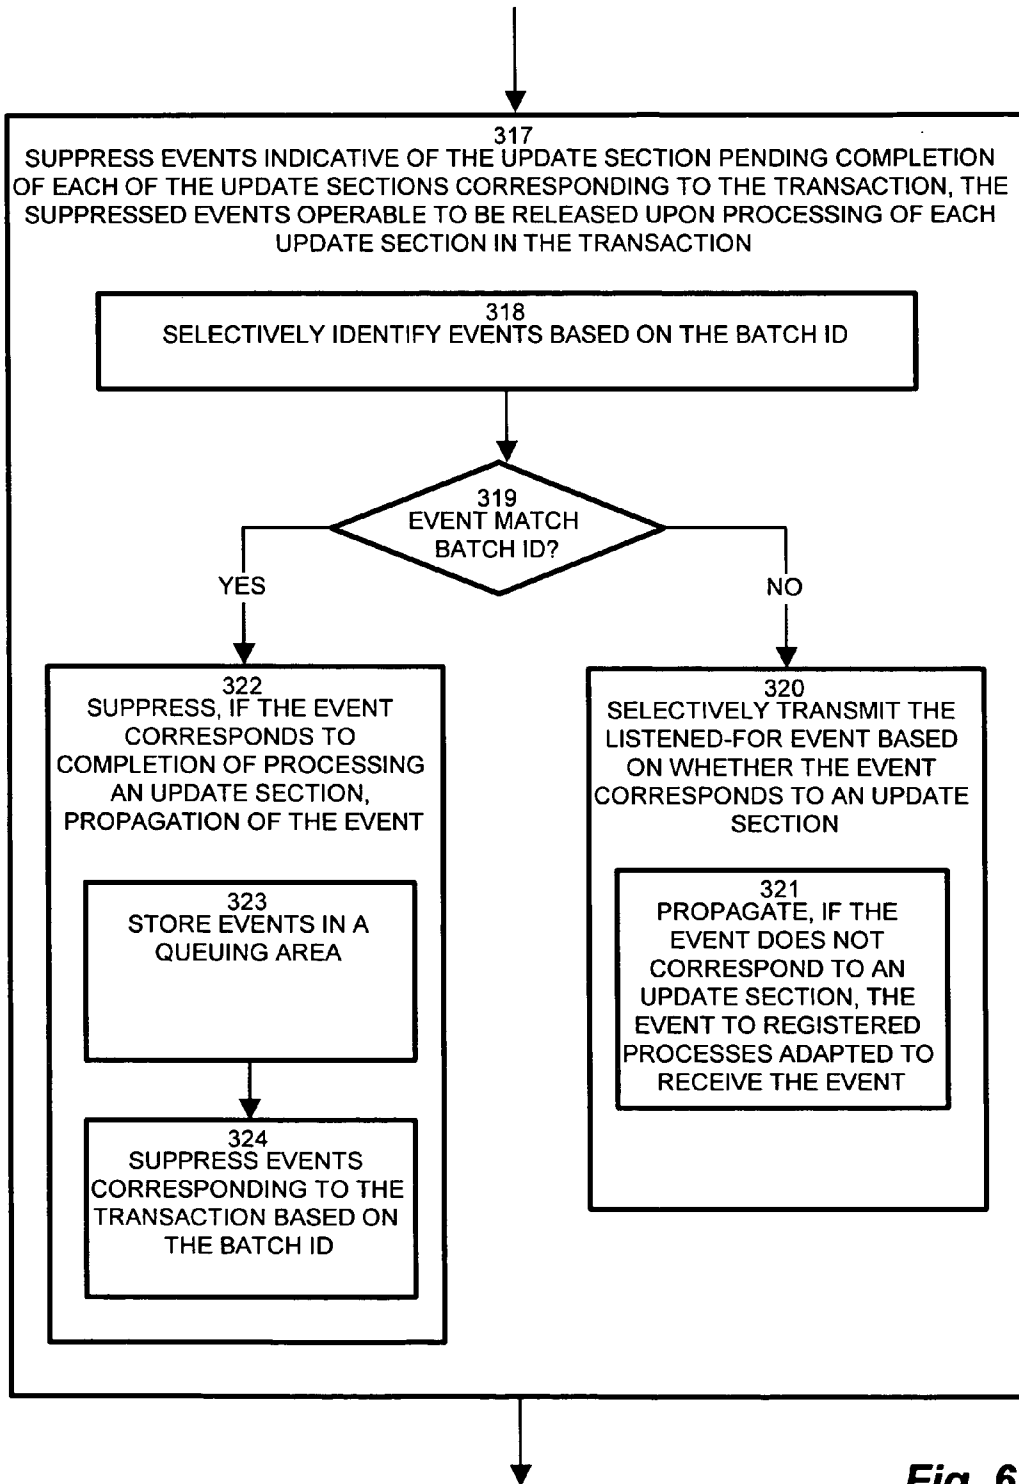 317
SUPPRESS EVENTS INDICATIVE OF THE UPDATE SECTION PENDING COMPLETION
OF EACH OF THE UPDATE SECTIONS CORRESPONDING TO THE TRANSACTION, THE
SUPPRESSED EVENTS OPERABLE TO BE RELEASED UPON PROCESSING OF EACH
UPDATE SECTION IN THE TRANSACTION
318
SELECTIVELY IDENTIFY EVENTS BASED ON THE BATCH ID
319
EVENT MATCH
BATCH ID?
YES
NO
322
SUPPRESS, IF THE EVENT
CORRESPONDS TO
COMPLETION OF PROCESSING
AN UPDATE SECTION,
PROPAGATION OF THE EVENT
323
STORE EVENTS IN A
QUEUING AREA
324
SUPPRESS EVENTS
CORRESPONDING TO THE
TRANSACTION BASED ON
THE BATCH ID
320
SELECTIVELY TRANSMIT THE
LISTENED-FOR EVENT BASED
ON WHETHER THE EVENT
CORRESPONDS TO AN UPDATE
SECTION
321
PROPAGATE, IF THE
EVENT DOES NOT
CORRESPOND TO AN
UPDATE SECTION, THE
EVENT TO REGISTERED
PROCESSES ADAPTED TO
RECEIVE THE EVENT
Fig. 6